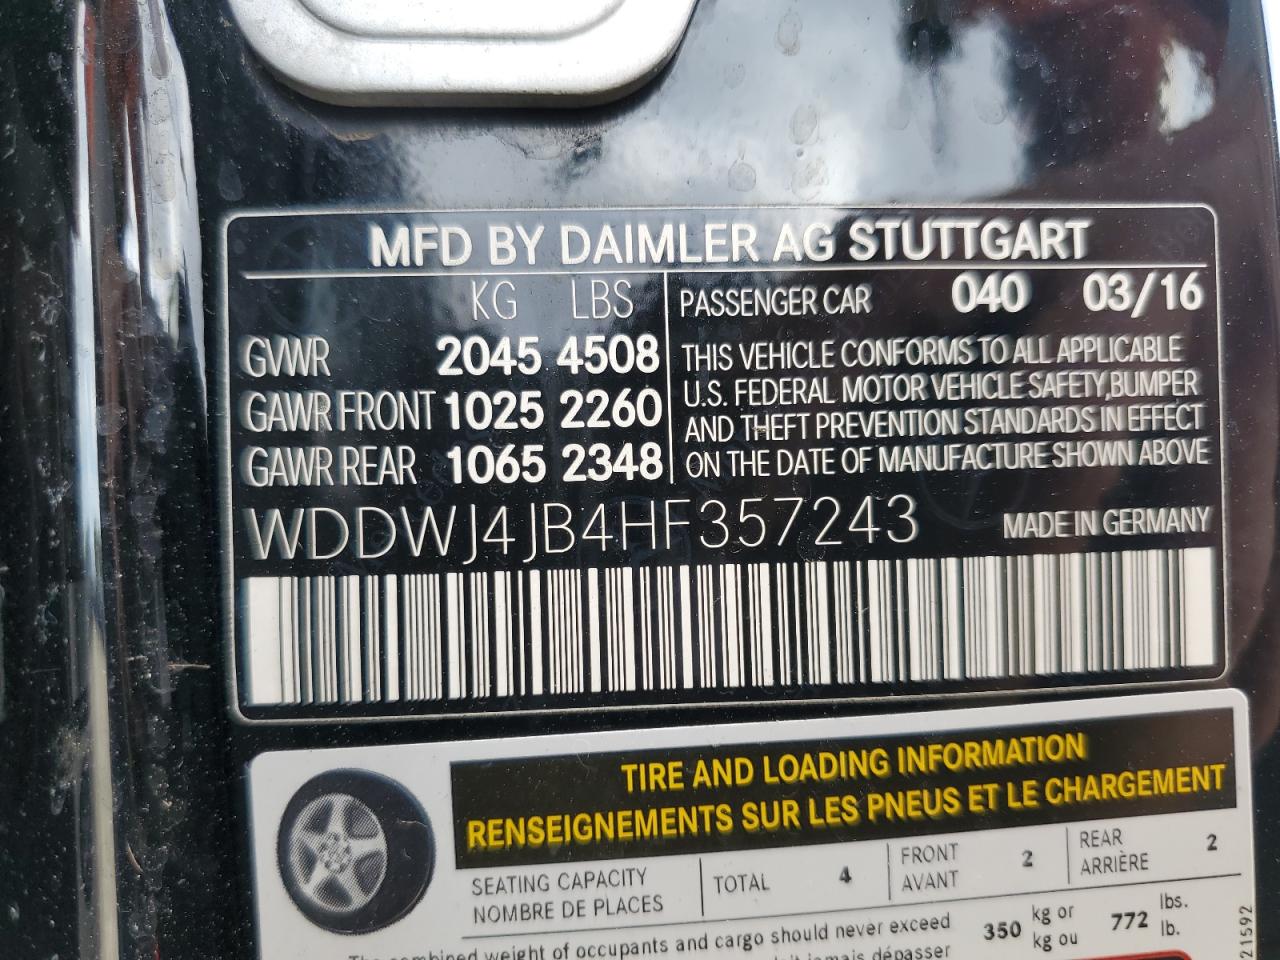 MFD BY DAIMLER AG STUTTGART
KG LBS
GVWR 2045 4508
GAWR FRONT 1025 2260
GAWR REAR 1065 2348
PASSENGER CAR 040 03/16
THIS VEHICLE CONFORMS TO ALL APPLICABLE
U.S. FEDERAL MOTOR VEHICLE SAFETY,BUMPER
AND THEFT PREVENTION STANDARDS IN EFFECT
ON THE DATE OF MANUFACTURE SHOWN ABOVE
WDDWJ4JB4HF357243 MADE IN GERMANY
TIRE AND LOADING INFORMATION
RENSEIGNEMENTS SUR LES PNEUS ET LE CHARGEMENT
SEATING CAPACITY
NOMBRE DE PLACES
TOTAL 4
FRONT
AVANT
2
REAR
ARRIÈRE
2
The combined weight of occupants and cargo should never exceed
jamais dépasser
350 kg or
kg ou
772 lbs.
lb.
21592